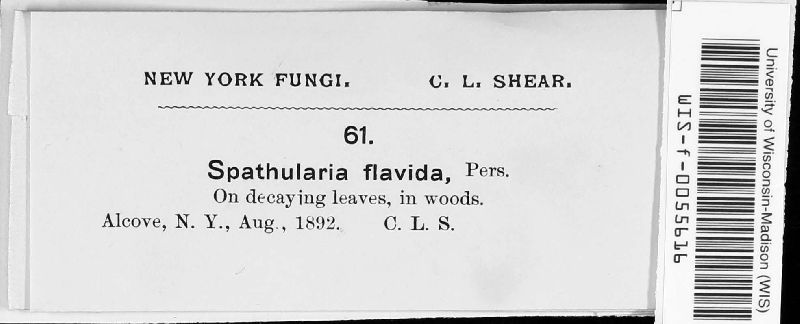 NEW YORK FUNGI. C. L. SHEAR.
61.
Spathularia flavida, Pers.
On decaying leaves, in woods.
Alcove, N. Y., Aug., 1892. C. L. S.
University of Wisconsin-Madison (WIS)
WIS-f-0055616